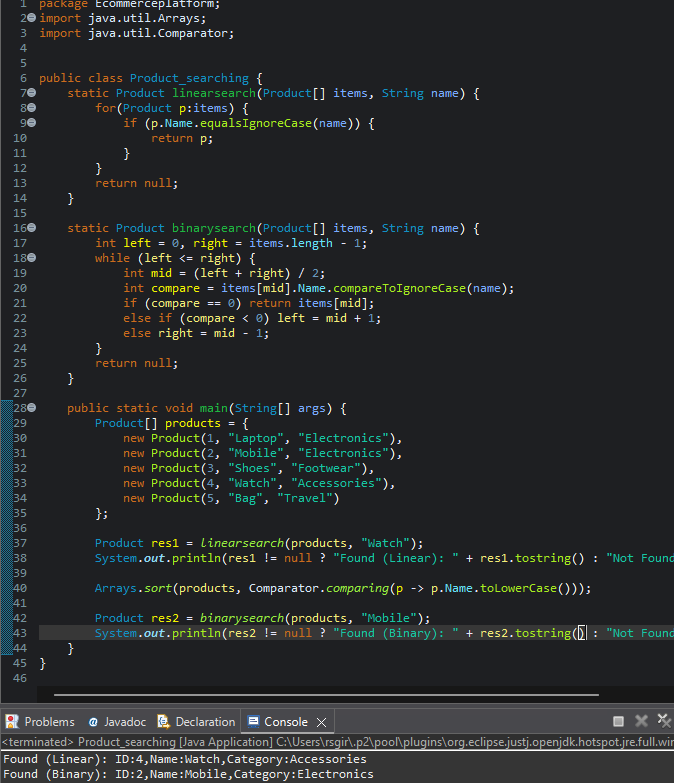 1 package Ecommerceplatform;
2 import java.util.Arrays;
3 import java.util.Comparator;
4
5
6 public class Product_searching {
7 static Product linearsearch(Product[] items, String name) {
8 for(Product p:items) {
9 if (p.Name.equalsIgnoreCase(name)) {
10 return p;
11 }
12 }
13 return null;
14 }
15
16 static Product binarysearch(Product[] items, String name) {
17 int left = 0, right = items.length - 1;
18 while (left <= right) {
19 int mid = (left + right) / 2;
20 int compare = items[mid].Name.compareToIgnoreCase(name);
21 if (compare == 0) return items[mid];
22 else if (compare < 0) left = mid + 1;
23 else right = mid - 1;
24 }
25 return null;
26 }
27
28 public static void main(String[] args) {
29 Product[] products = {
30 new Product(1, "Laptop", "Electronics"),
31 new Product(2, "Mobile", "Electronics"),
32 new Product(3, "Shoes", "Footwear"),
33 new Product(4, "Watch", "Accessories"),
34 new Product(5, "Bag", "Travel")
35 };
36
37 Product res1 = linearsearch(products, "Watch");
38 System.out.println(res1 != null ? "Found (Linear): " + res1.tostring() : "Not Found
39
40 Arrays.sort(products, Comparator.comparing(p -> p.Name.toLowerCase()));
41
42 Product res2 = binarysearch(products, "Mobile");
43 System.out.println(res2 != null ? "Found (Binary): " + res2.tostring() : "Not Found
44 }
45 }
46
Problems @ Javadoc Declaration Console
<terminated> Product_searching [Java Application] C:\Users\rsgir\.p2\pool\plugins\org.eclipse.justj.openjdk.hotspot.jre.full.win
Found (Linear): ID:4,Name:Watch,Category:Accessories
Found (Binary): ID:2,Name:Mobile,Category:Electronics